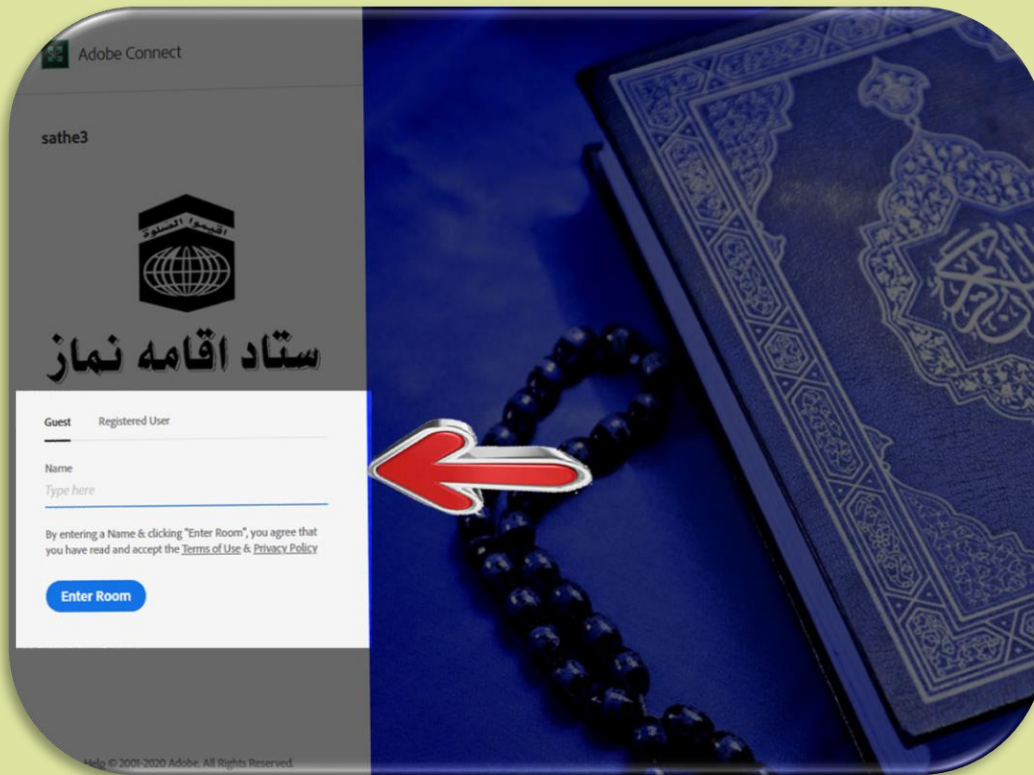 Adobe Connect
sathe3
اقیموا الصلوة
ستاد اقامه نماز
Guest Registered User
Name
Type here
By entering a Name & clicking "Enter Room", you agree that
you have read and accept the Terms of Use & Privacy Policy
Enter Room
Help © 2001-2020 Adobe. All Rights Reserved.